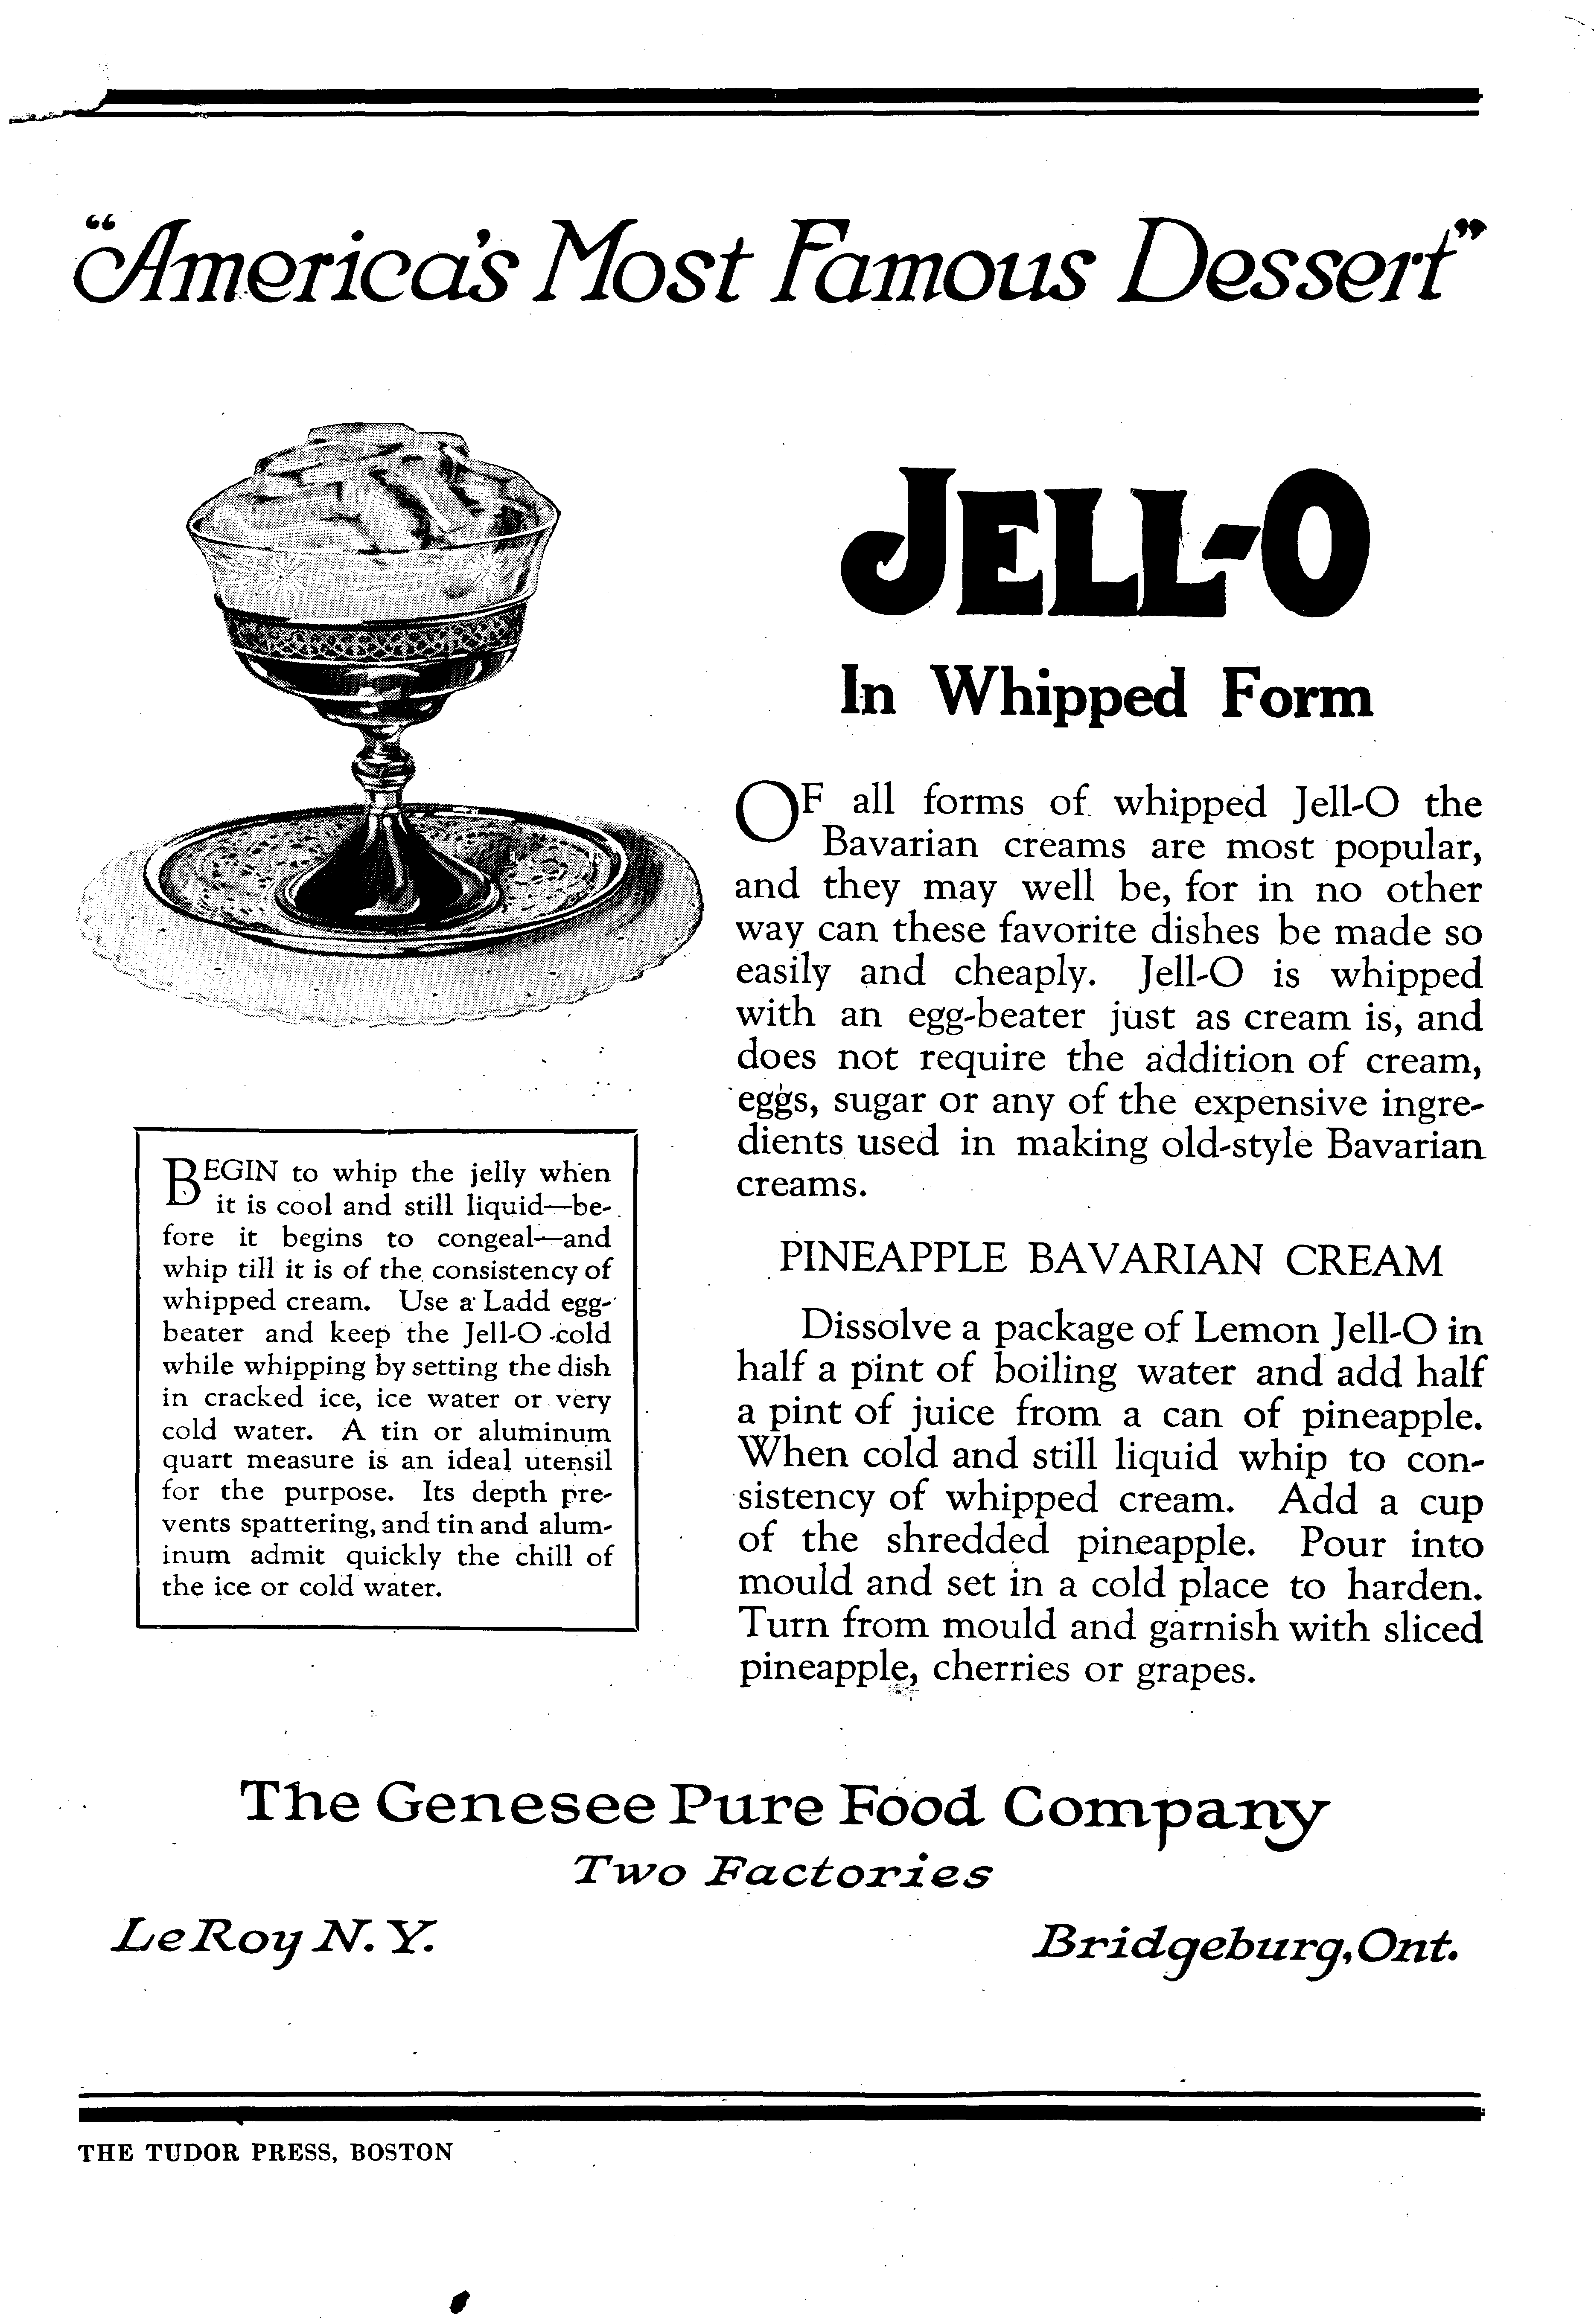 "America's Most Famous Dessert"
JELL-O
In Whipped Form
OF all forms of whipped Jell-O the
Bavarian creams are most popular,
and they may well be, for in no other
way can these favorite dishes be made so
easily and cheaply. Jell-O is whipped
with an egg-beater just as cream is, and
does not require the addition of cream,
eggs, sugar or any of the expensive ingre-
dients used in making old-style Bavarian
creams.
BEGIN to whip the jelly when
it is cool and still liquid—be-
fore it begins to congeal—and
whip till it is of the consistency of
whipped cream. Use a Ladd egg-
beater and keep the Jell-O cold
while whipping by setting the dish
in cracked ice, ice water or very
cold water. A tin or aluminum
quart measure is an ideal utensil
for the purpose. Its depth pre-
vents spattering, and tin and alum-
inum admit quickly the chill of
the ice or cold water.
PINEAPPLE BAVARIAN CREAM
Dissolve a package of Lemon Jell-O in
half a pint of boiling water and add half
a pint of juice from a can of pineapple.
When cold and still liquid whip to con-
sistency of whipped cream. Add a cup
of the shredded pineapple. Pour into
mould and set in a cold place to harden.
Turn from mould and garnish with sliced
pineapple, cherries or grapes.
The Genesee Pure Food Company
Two Factories
LeRoy N. Y.
Bridgeburg, Ont.
THE TUDOR PRESS, BOSTON